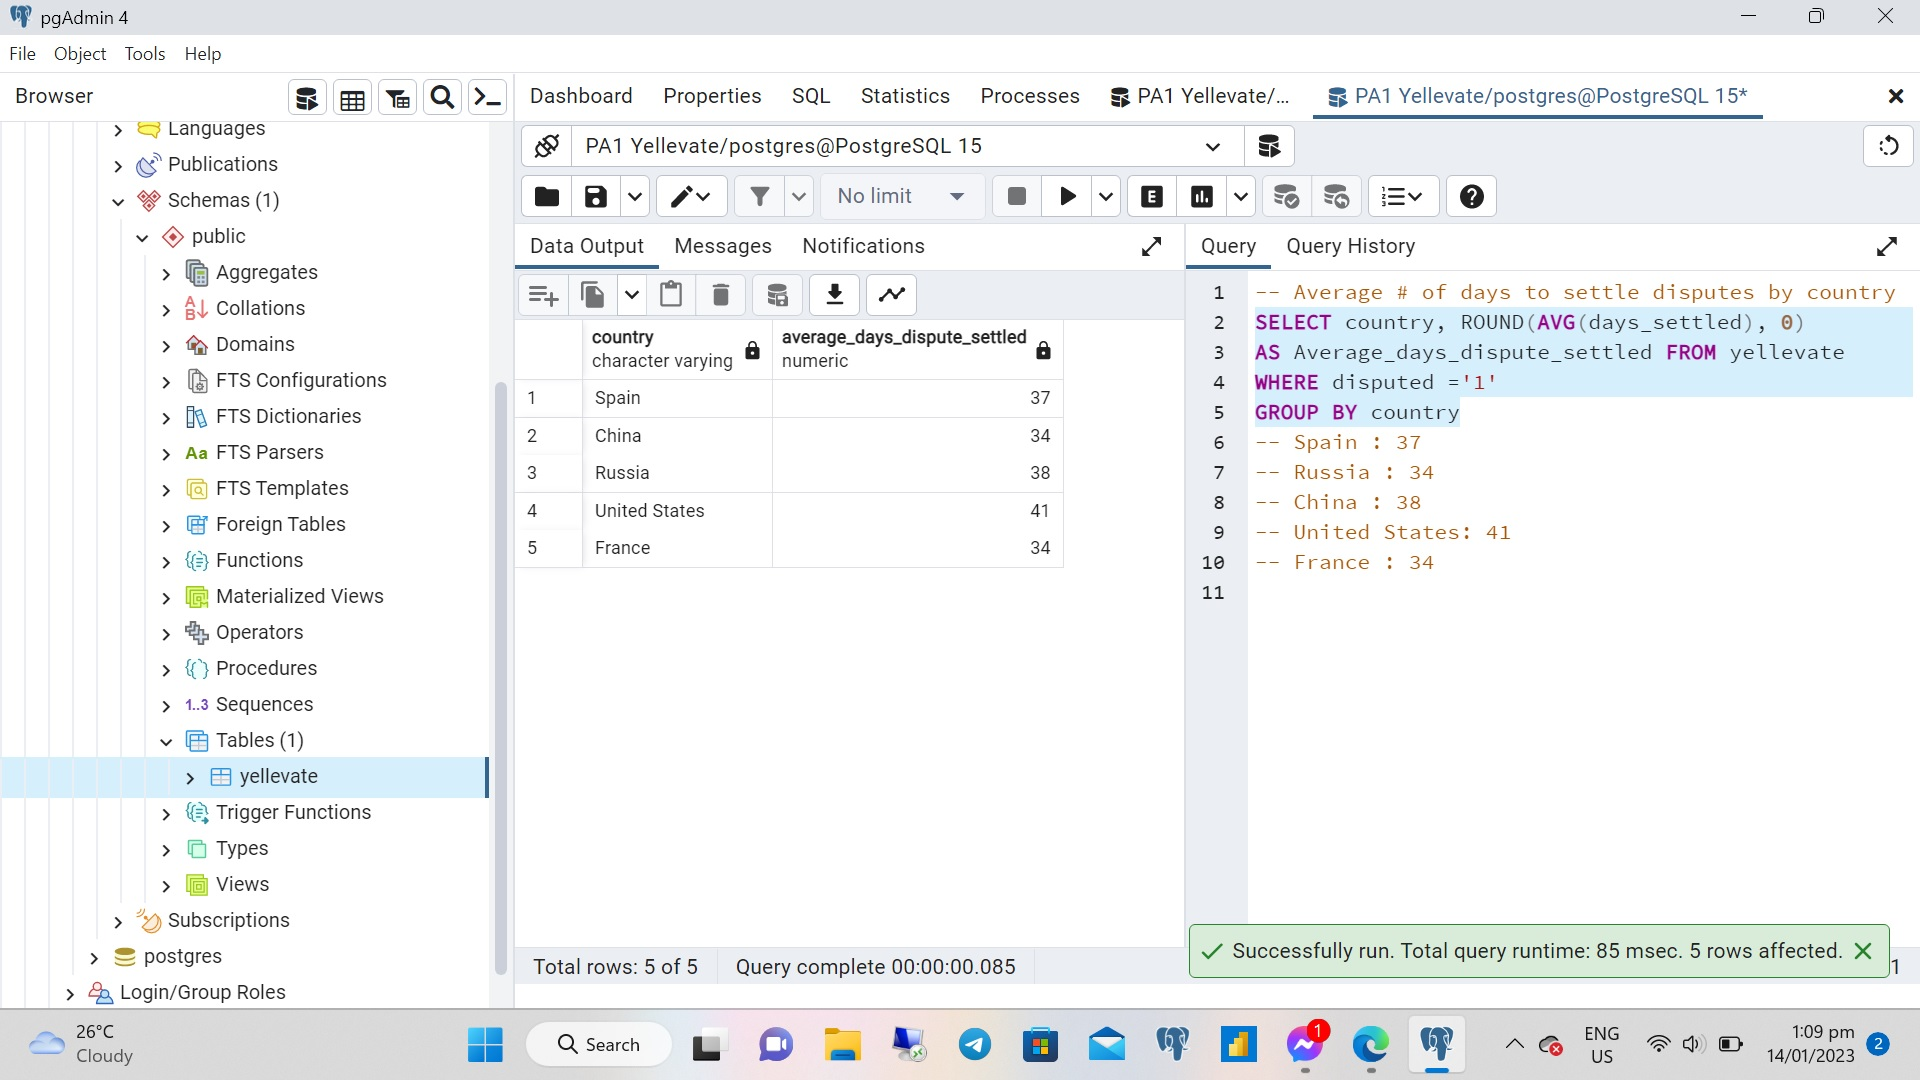 pgAdmin 4
File Object Tools Help
Browser
Dashboard Properties SQL Statistics Processes PA1 Yellevate/... PA1 Yellevate/postgres@PostgreSQL 15*
Languages
Publications
Schemas (1)
public
Aggregates
Collations
Domains
FTS Configurations
FTS Dictionaries
Aa FTS Parsers
FTS Templates
Foreign Tables
Functions
Materialized Views
Operators
Procedures
1..3 Sequences
Tables (1)
yellevate
Trigger Functions
Types
Views
Subscriptions
postgres
Login/Group Roles
PA1 Yellevate/postgres@PostgreSQL 15
No limit
E
Data Output Messages Notifications
country
character varying
average_days_dispute_settled
numeric
1 Spain 37
2 China 34
3 Russia 38
4 United States 41
5 France 34
Total rows: 5 of 5 Query complete 00:00:00.085
Query Query History
1 -- Average # of days to settle disputes by country
2 SELECT country, ROUND(AVG(days_settled), 0)
3 AS Average_days_dispute_settled FROM yellevate
4 WHERE disputed ='1'
5 GROUP BY country
6 -- Spain : 37
7 -- Russia : 34
8 -- China : 38
9 -- United States: 41
10 -- France : 34
11
Successfully run. Total query runtime: 85 msec. 5 rows affected.
1
26°C
Cloudy
Search
1
ENG
US
1:09 pm
14/01/2023
2